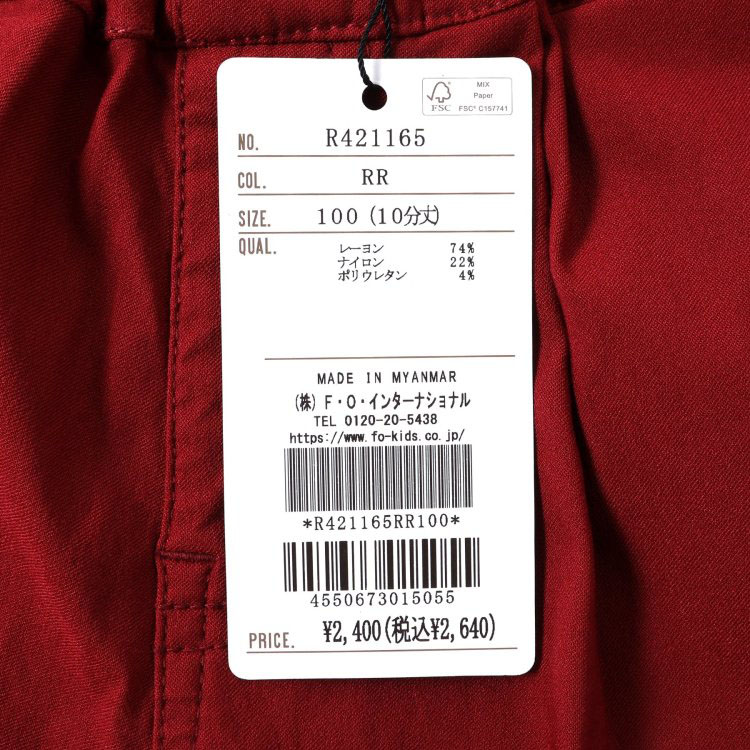 FSC
MIX
Paper
FSC® C157741
NO. R421165
COL. RR
SIZE. 100 (10分丈)
QUAL. レーヨン 74%
ナイロン 22%
ポリウレタン 4%
MADE IN MYANMAR
(株) F・O・インターナショナル
TEL 0120-20-5438
https://www.fo-kids.co.jp/
*R421165RR100*
4550673015055
PRICE. ¥2,400(税込¥2,640)